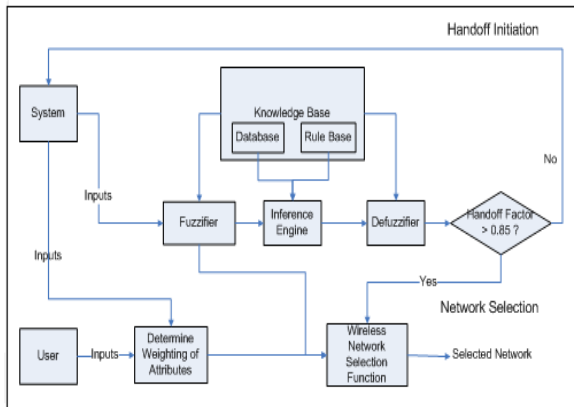 Handoff Initiation
System
Knowledge Base
Database
Rule Base
No
Inputs
Fuzzifier
Inference
Engine
Defuzzifier
Handoff Factor
> 0.85 ?
Inputs
Yes
Network Selection
User
Inputs
Determine
Weighting of
Attributes
Wireless
Network
Selection
Function
Selected Network